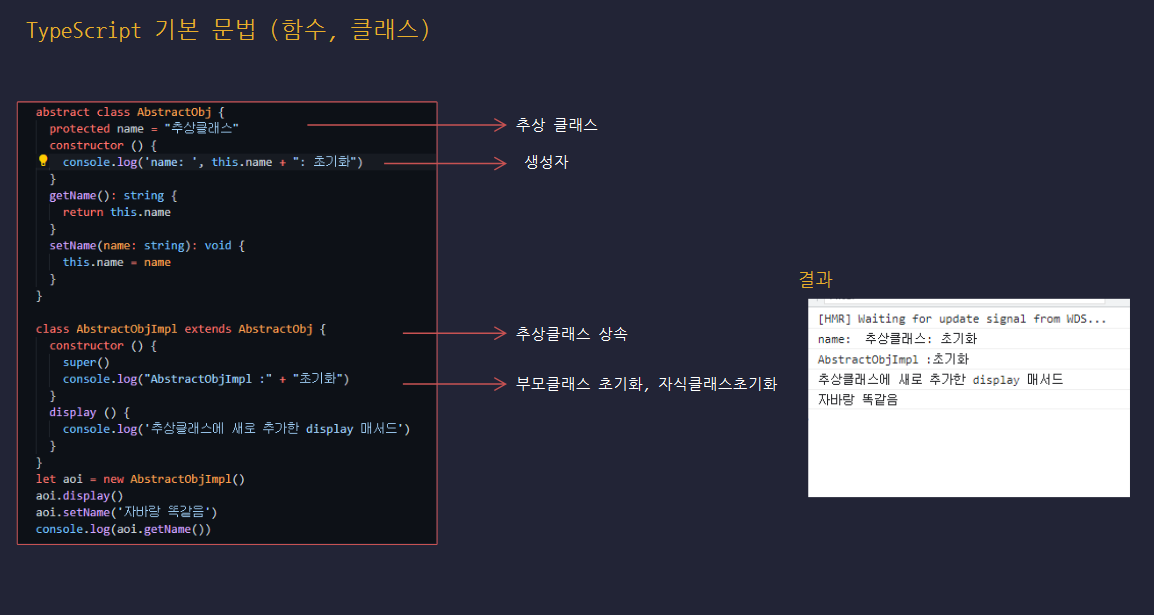 TypeScript 기본 문법 (함수, 클래스)
abstract class AbstractObj {
protected name = "추상클래스"
constructor () {
console.log('name: ', this.name + ": 초기화")
}
getName(): string {
return this.name
}
setName(name: string): void {
this.name = name
}
}
class AbstractObjImpl extends AbstractObj {
constructor () {
super()
console.log("AbstractObjImpl :" + "초기화")
}
display () {
console.log('추상클래스에 새로 추가한 display 매서드')
}
}
let aoi = new AbstractObjImpl()
aoi.display()
aoi.setName('자바랑 똑같음')
console.log(aoi.getName())
추상 클래스
생성자
추상클래스 상속
부모클래스 초기화, 자식클래스초기화
결과
[HMR] Waiting for update signal from WDS...
name:  추상클래스: 초기화
AbstractObjImpl :초기화
추상클래스에 새로 추가한 display 매서드
자바랑 똑같음